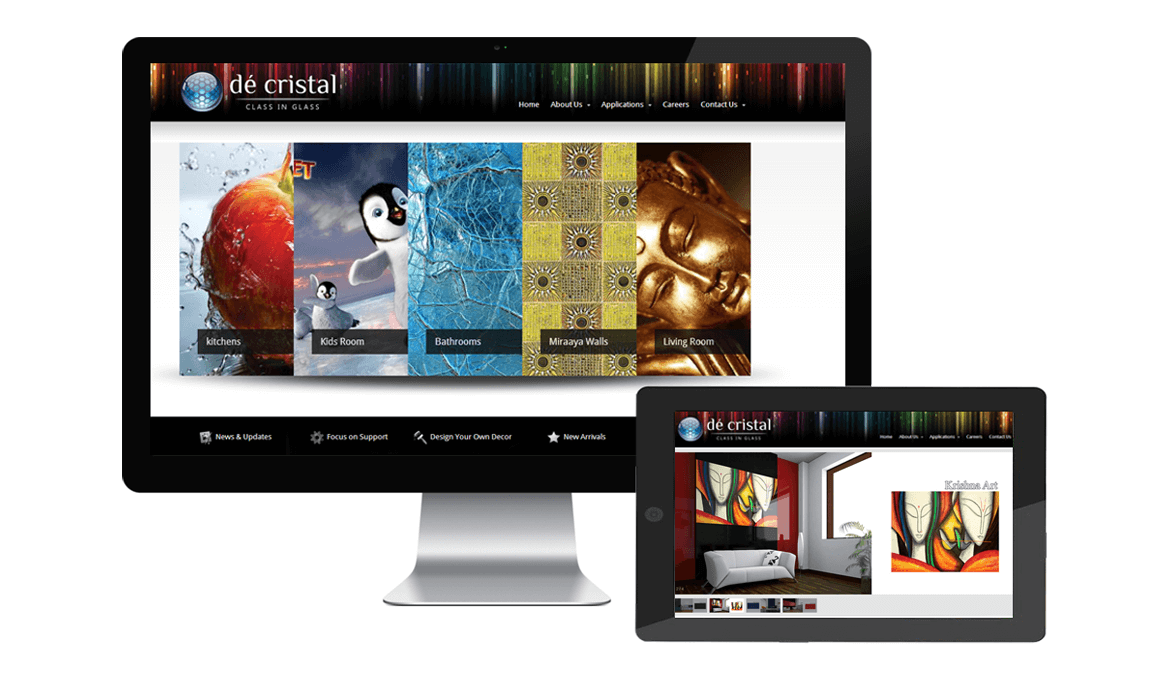 dé cristal
CLASS IN GLASS
Home About Us Applications Careers Contact Us
ET
kitchens
Kids Room
Bathrooms
Miraaya Walls
Living Room
News & Updates
Focus on Support
Design Your Own Decor
New Arrivals
dé cristal
CLASS IN GLASS
Home About Us Applications Careers Contact Us
Krishna Art